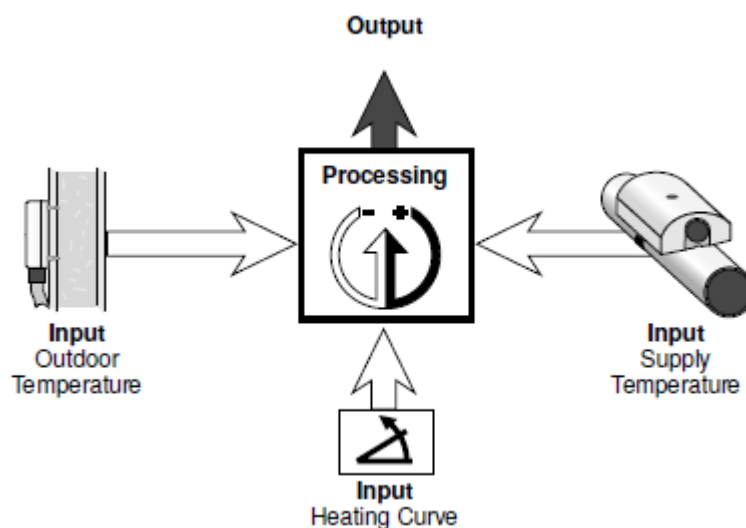 Output
Processing
- +
Input
Outdoor
Temperature
Input
Supply
Temperature
Input
Heating Curve